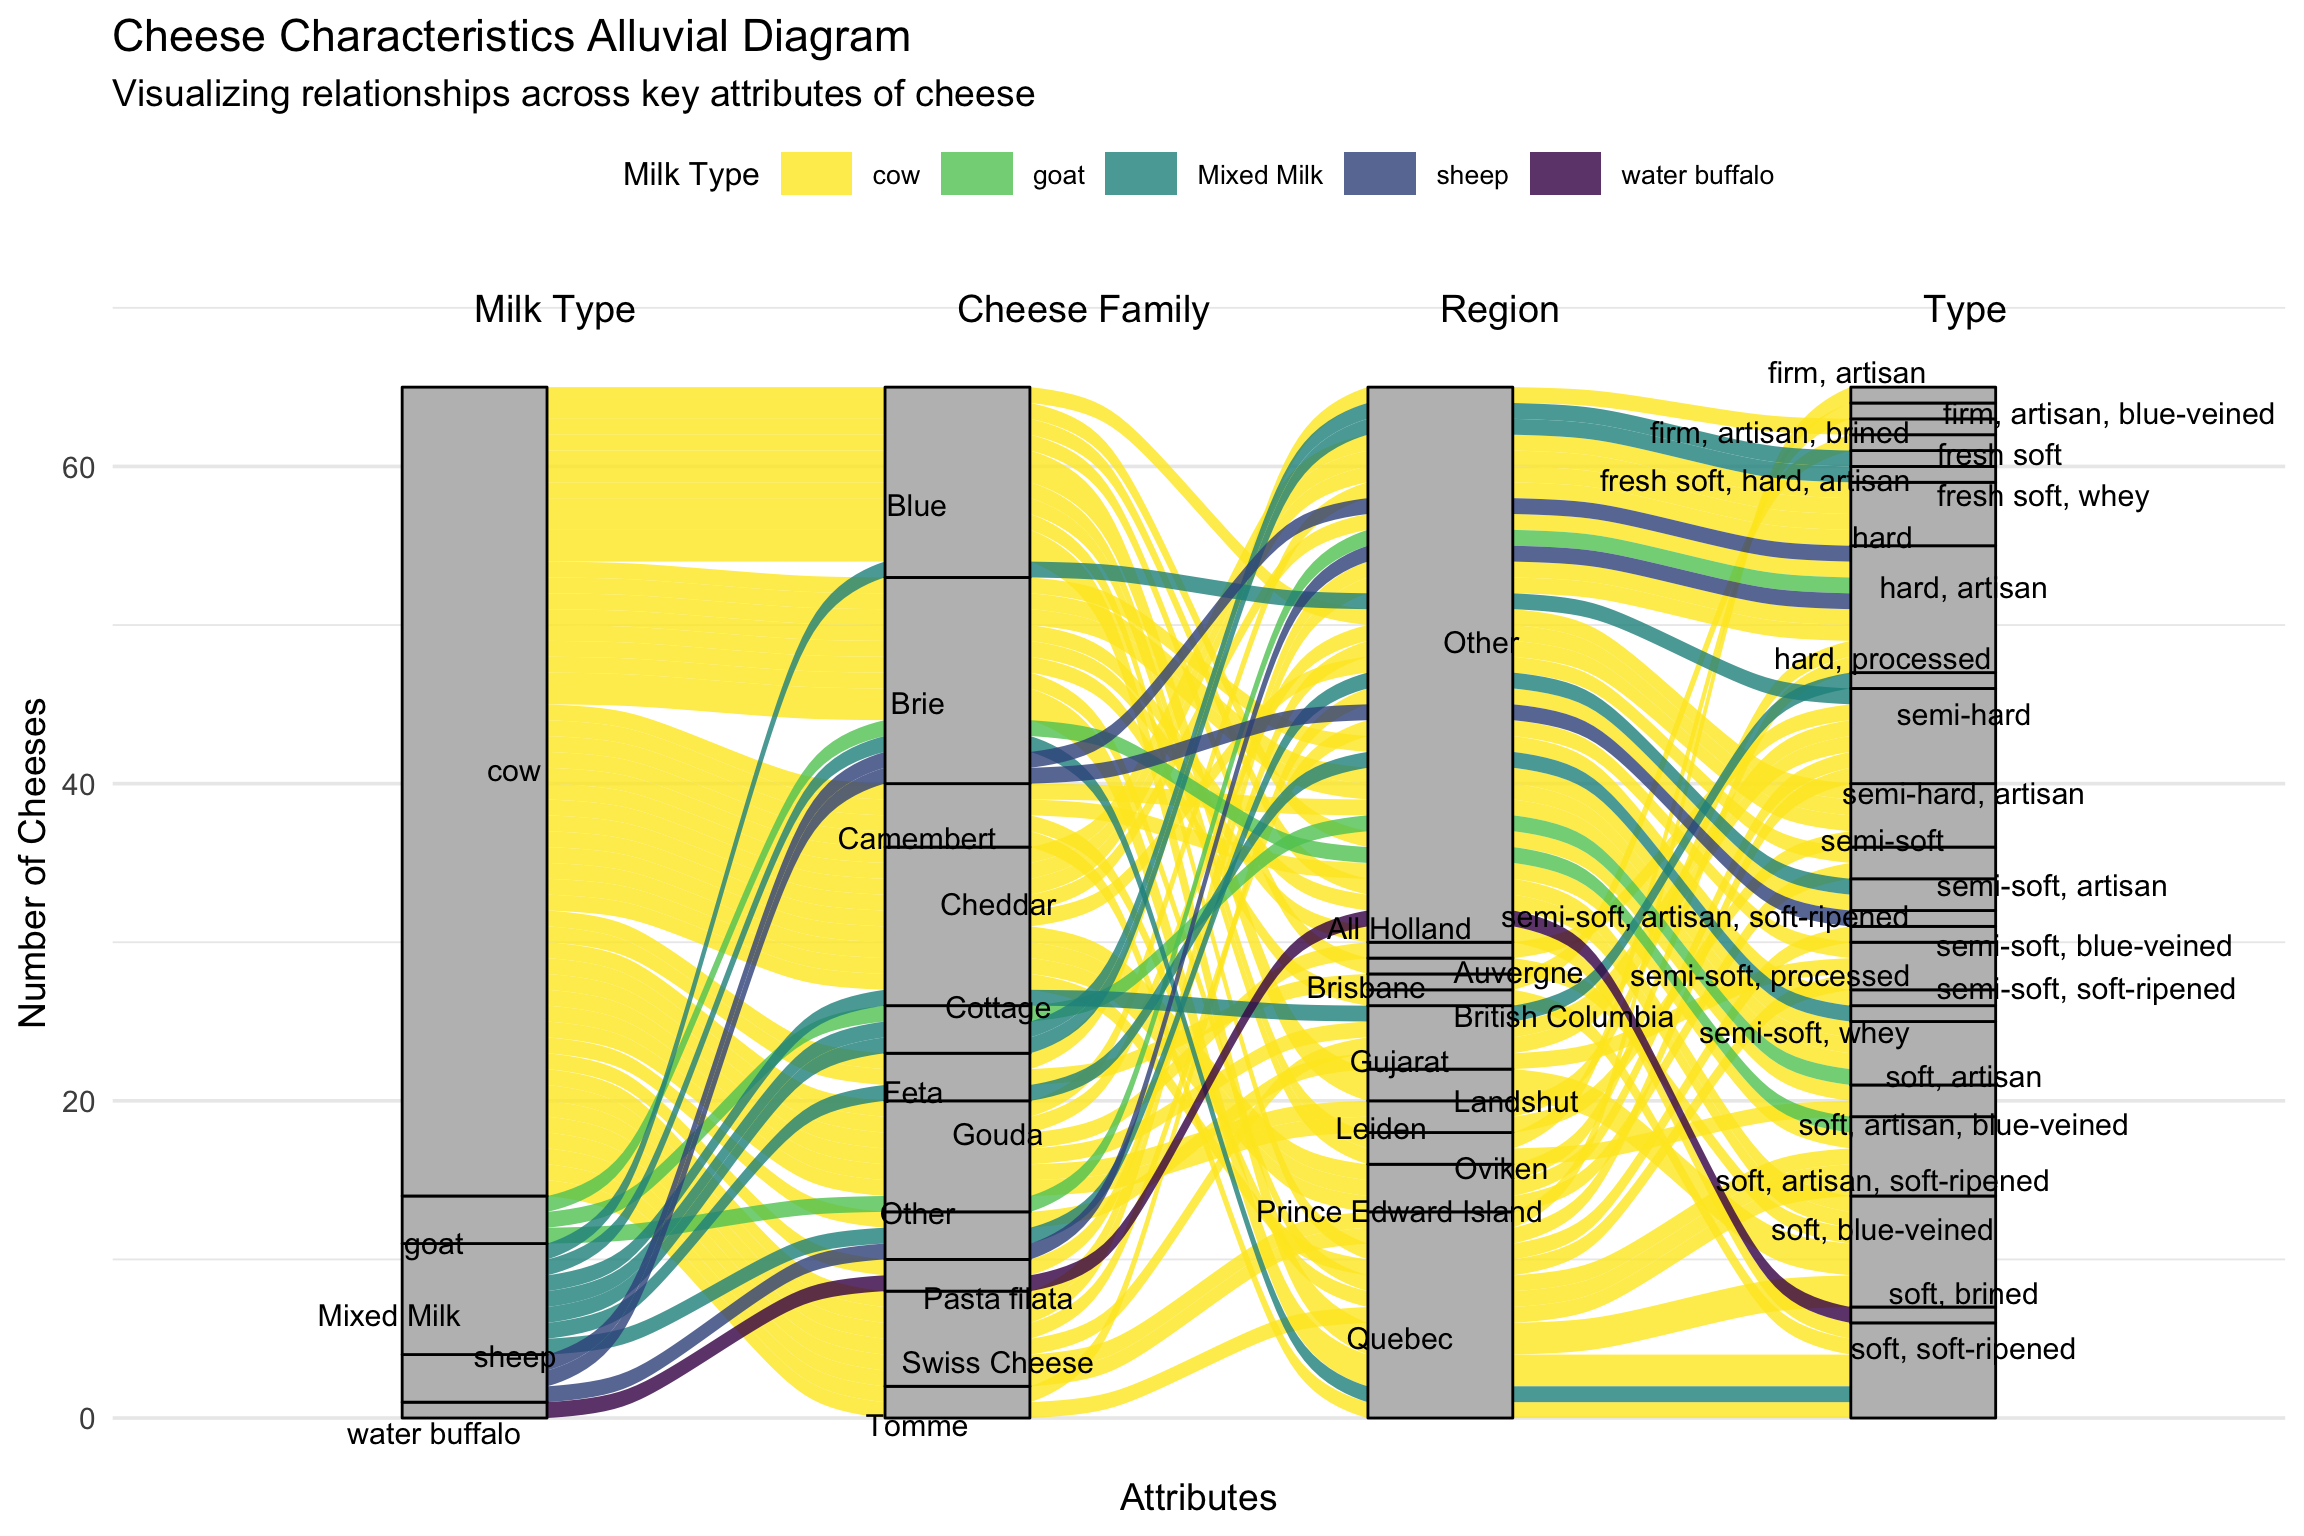 Cheese Characteristics Alluvial Diagram
Visualizing relationships across key attributes of cheese
Milk Type cow goat Mixed Milk sheep water buffalo
Milk Type Cheese Family Region Type
Number of Cheeses
60
40
20
0
cow
goat
Mixed Milk
sheep
water buffalo
Blue
Brie
Camembert
Cheddar
Cottage
Feta
Gouda
Other
Pasta filata
Swiss Cheese
Tomme
Other
All Holland
Auvergne
Brisbane
British Columbia
Gujarat
Landshut
Leiden
Oviken
Prince Edward Island
Quebec
firm, artisan
firm, artisan, blue-veined
firm, artisan, brined
fresh soft
fresh soft, hard, artisan
fresh soft, whey
hard
hard, artisan
hard, processed
semi-hard
semi-hard, artisan
semi-soft
semi-soft, artisan
semi-soft, artisan, soft-ripened
semi-soft, blue-veined
semi-soft, processed
semi-soft, soft-ripened
semi-soft, whey
soft, artisan
soft, artisan, blue-veined
soft, artisan, soft-ripened
soft, blue-veined
soft, brined
soft, soft-ripened
Attributes